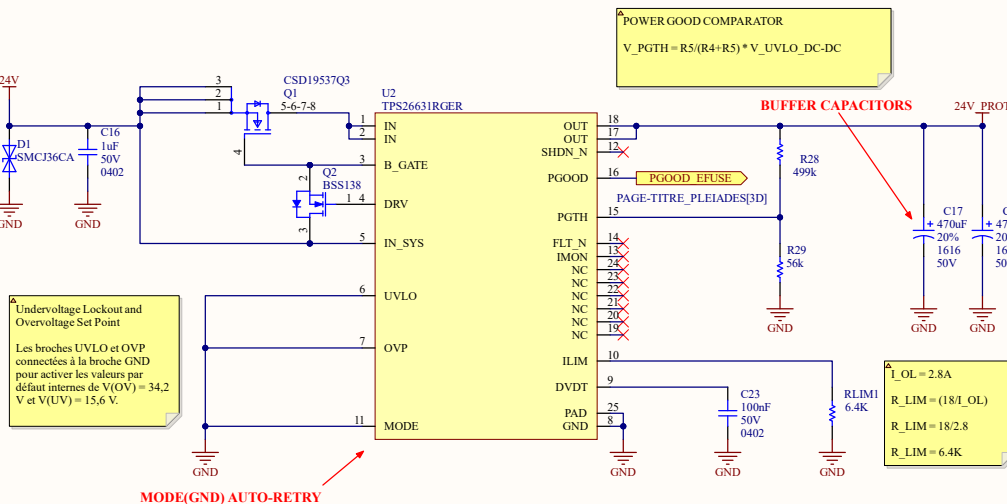 POWER GOOD COMPARATOR
V_PGTH = R5/(R4+R5) * V_UVLO_DC-DC
24V
D1
SMCJ36CA
GND
C16
1uF
50V
0402
GND
3
2
1
CSD19537Q3
Q1
5-6-7-8
4
Q2
BSS138
2
1
3
U2
TPS26631RGER
1
IN
2
IN
3
B_GATE
4
DRV
5
IN_SYS
6
UVLO
7
OVP
11
MODE
GND
OUT
18
OUT
17
SHDN_N
12
PGOOD
16
PGOOD_EFUSE
PAGE-TITRE_PLEIADES[3D]
PGTH
15
FLT_N
14
IMON
13
NC
24
NC
23
NC
22
NC
21
NC
20
NC
19
ILIM
10
DVDT
9
PAD
25
GND
8
GND
BUFFER CAPACITORS
24V_PROT
R28
499k
R29
56k
GND
C17
470uF
20%
1616
50V
GND
C
47
20
16
50
GND
C23
100nF
50V
0402
GND
RLIM1
6.4K
GND
Undervoltage Lockout and
Overvoltage Set Point
Les broches UVLO et OVP
connectées à la broche GND
pour activer les valeurs par
défaut internes de V(OV) = 34,2
V et V(UV) = 15,6 V.
I_OL = 2.8A
R_LIM = (18/I_OL)
R_LIM = 18/2.8
R_LIM = 6.4K
MODE(GND) AUTO-RETRY